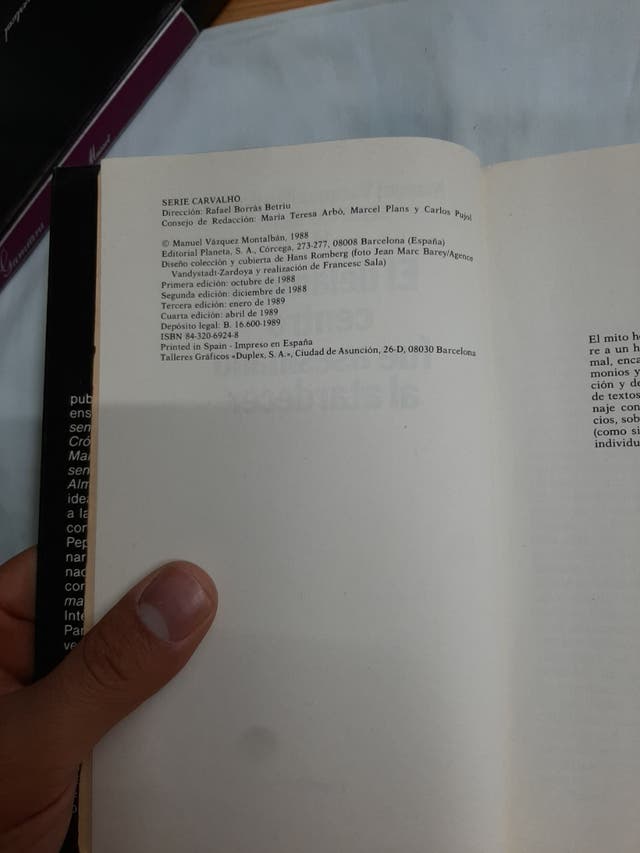 SERIE CARVALHO
Dirección: Rafael Borràs Betriu
Consejo de Redacción: María Teresa Arbó, Marcel Plans y Carlos Pujol
© Manuel Vázquez Montalbán, 1988
Editorial Planeta, S. A., Córcega, 273-277, 08008 Barcelona (España)
Diseño colección y cubierta de Hans Romberg (foto Jean Marc Barey/Agence
Vandystadt-Zardoya y realización de Francesc Sala)
Primera edición: octubre de 1988
Segunda edición: diciembre de 1988
Tercera edición: enero de 1989
Cuarta edición: abril de 1989
Depósito legal: B. 16.600-1989
ISBN 84-320-6924-8
Printed in Spain - Impreso en España
Talleres Gráficos «Duplex, S. A.», Ciudad de Asunción, 26-D, 08030 Barcelona
pub
ens
sen
Cró
Mar
sen
Alm
idea
a la
con
Pep
nar
nac
con
ma
Inte
Par
ve
El mito h
re a un h
mal, enca
monios y
ción y de
de textos
naje con
cios, sob
(como si
individu